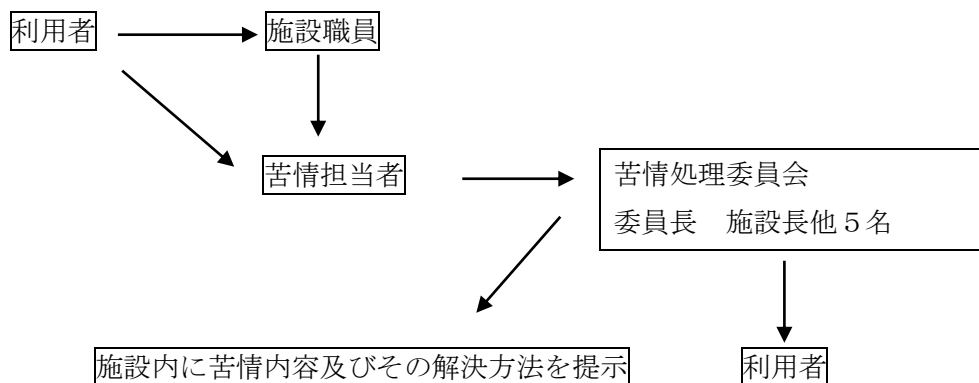 利用者
施設職員
苦情担当者
苦情処理委員会
委員長　施設長他５名
施設内に苦情内容及びその解決方法を提示
利用者